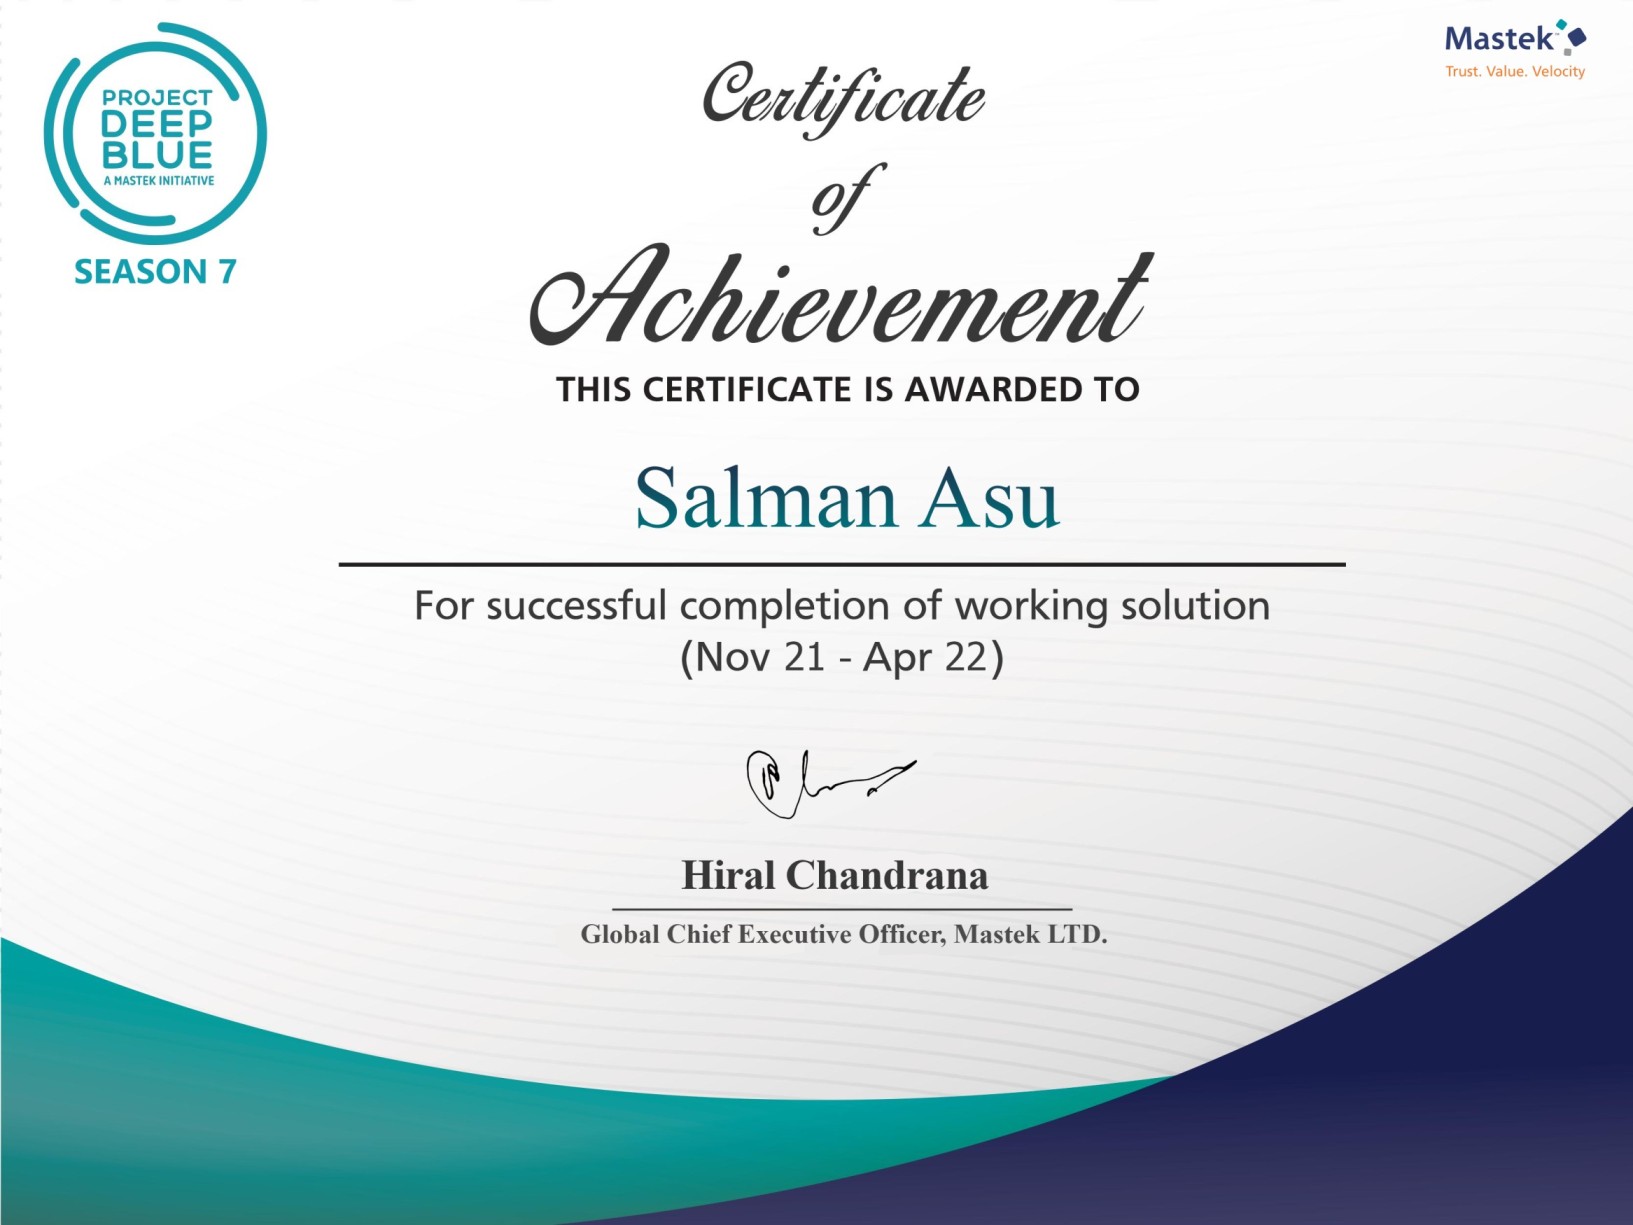 PROJECT
DEEP
BLUE
A MASTEK INITIATIVE
SEASON 7
Mastek™
Trust. Value. Velocity
Certificate
of
Achievement
THIS CERTIFICATE IS AWARDED TO
Salman Asu
For successful completion of working solution
(Nov 21 - Apr 22)
Hiral Chandrana
Global Chief Executive Officer, Mastek LTD.